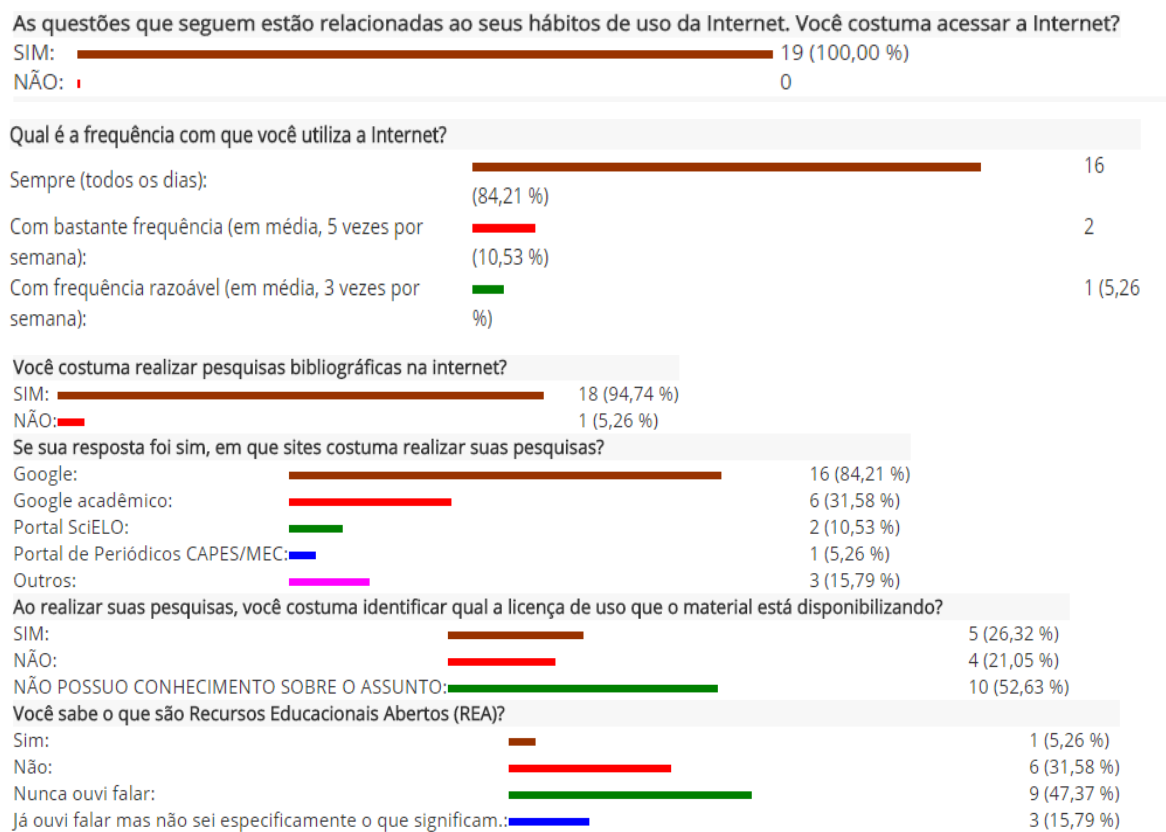 As questões que seguem estão relacionadas ao seus hábitos de uso da Internet. Você costuma acessar a Internet?
SIM: 19 (100,00 %)
NÃO: 0
Qual é a frequência com que você utiliza a Internet?
Sempre (todos os dias): 16
(84,21 %)
Com bastante frequência (em média, 5 vezes por 2
semana): (10,53 %)
Com frequência razoável (em média, 3 vezes por 1 (5,26
semana): %)
Você costuma realizar pesquisas bibliográficas na internet?
SIM: 18 (94,74 %)
NÃO: 1 (5,26 %)
Se sua resposta foi sim, em que sites costuma realizar suas pesquisas?
Google: 16 (84,21 %)
Google acadêmico: 6 (31,58 %)
Portal SciELO: 2 (10,53 %)
Portal de Periódicos CAPES/MEC: 1 (5,26 %)
Outros: 3 (15,79 %)
Ao realizar suas pesquisas, você costuma identificar qual a licença de uso que o material está disponibilizando?
SIM: 5 (26,32 %)
NÃO: 4 (21,05 %)
NÃO POSSUO CONHECIMENTO SOBRE O ASSUNTO: 10 (52,63 %)
Você sabe o que são Recursos Educacionais Abertos (REA)?
Sim: 1 (5,26 %)
Não: 6 (31,58 %)
Nunca ouvi falar: 9 (47,37 %)
Já ouvi falar mas não sei especificamente o que significam.: 3 (15,79 %)